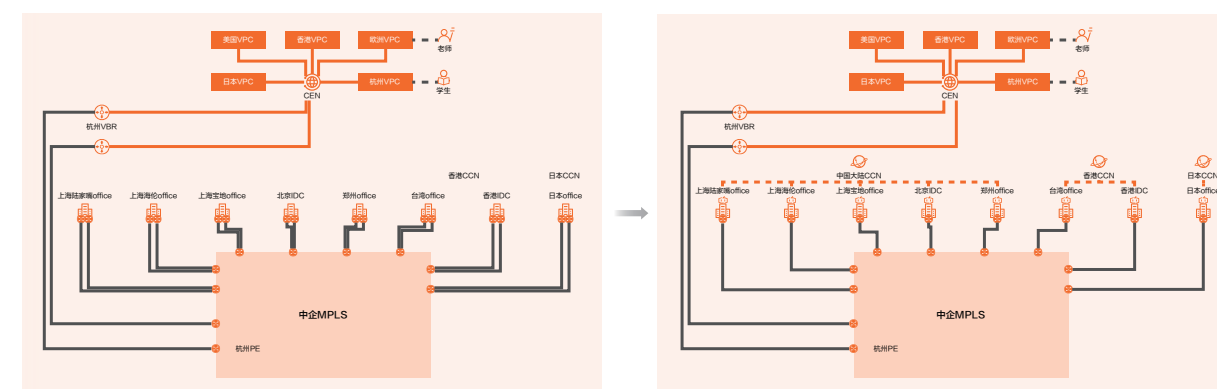 美国VPC 香港VPC 欧洲VPC
老师
日本VPC 杭州VPC
学生
CEN
杭州VBR
香港CCN 日本CCN
上海陆家嘴office 上海海伦office 上海宝地office 北京IDC 郑州office 台湾office 香港IDC 日本office
中企MPLS
杭州PE
美国VPC 香港VPC 欧洲VPC
老师
日本VPC 杭州VPC
学生
CEN
杭州VBR
中国大陆CCN 香港CCN 日本CCN
上海陆家嘴office 上海海伦office 上海宝地office 北京IDC 郑州office 台湾office 香港IDC 日本office
中企MPLS
杭州PE